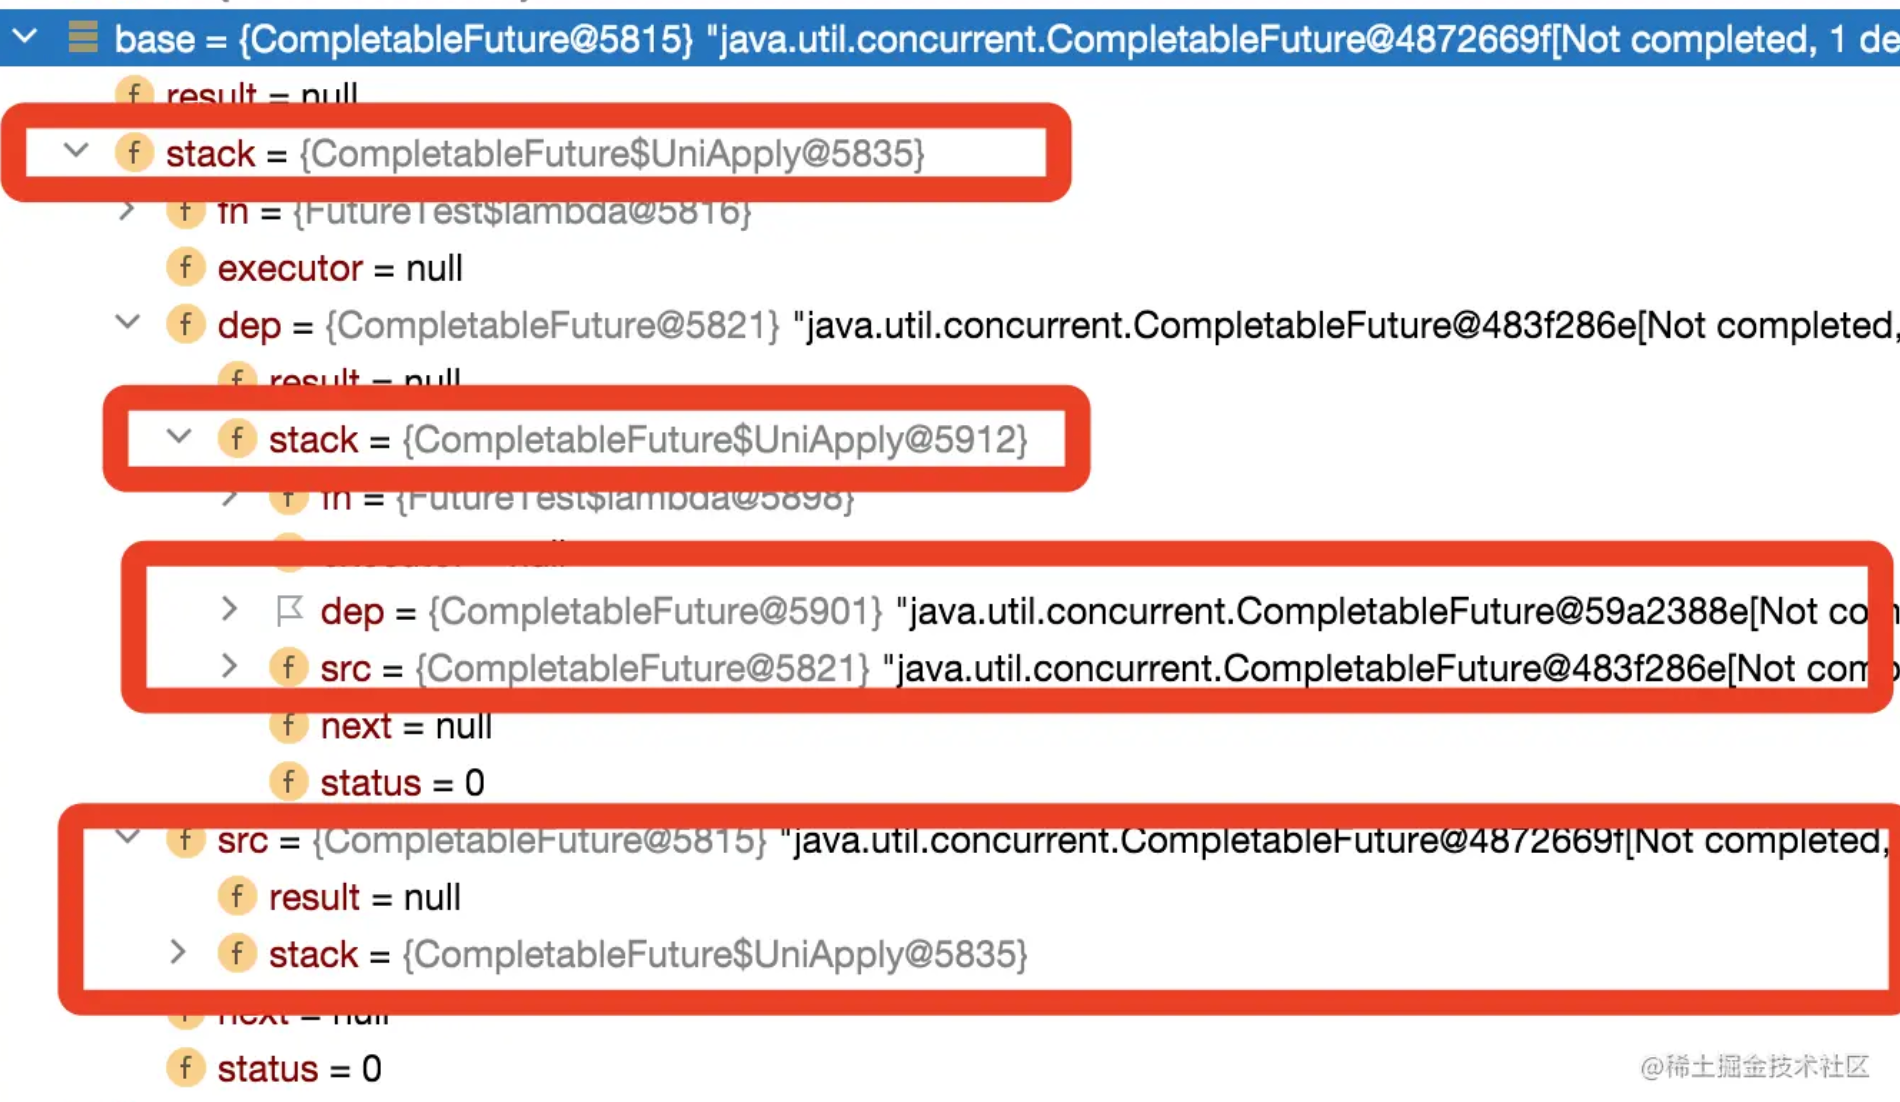 base = {CompletableFuture@5815} "java.util.concurrent.CompletableFuture@4872669f[Not completed, 1 de
f result = null
f stack = {CompletableFuture$UniApply@5835}
f fn = {FutureTest$lambda@5816}
f executor = null
f dep = {CompletableFuture@5821} "java.util.concurrent.CompletableFuture@483f286e[Not completed,
f result = null
f stack = {CompletableFuture$UniApply@5912}
f fn = {FutureTest$lambda@5898}
dep = {CompletableFuture@5901} "java.util.concurrent.CompletableFuture@59a2388e[Not com
f src = {CompletableFuture@5821} "java.util.concurrent.CompletableFuture@483f286e[Not comp
f next = null
f status = 0
f src = {CompletableFuture@5815} "java.util.concurrent.CompletableFuture@4872669f[Not completed,
f result = null
f stack = {CompletableFuture$UniApply@5835}
f next = null
f status = 0
@稀土掘金技术社区